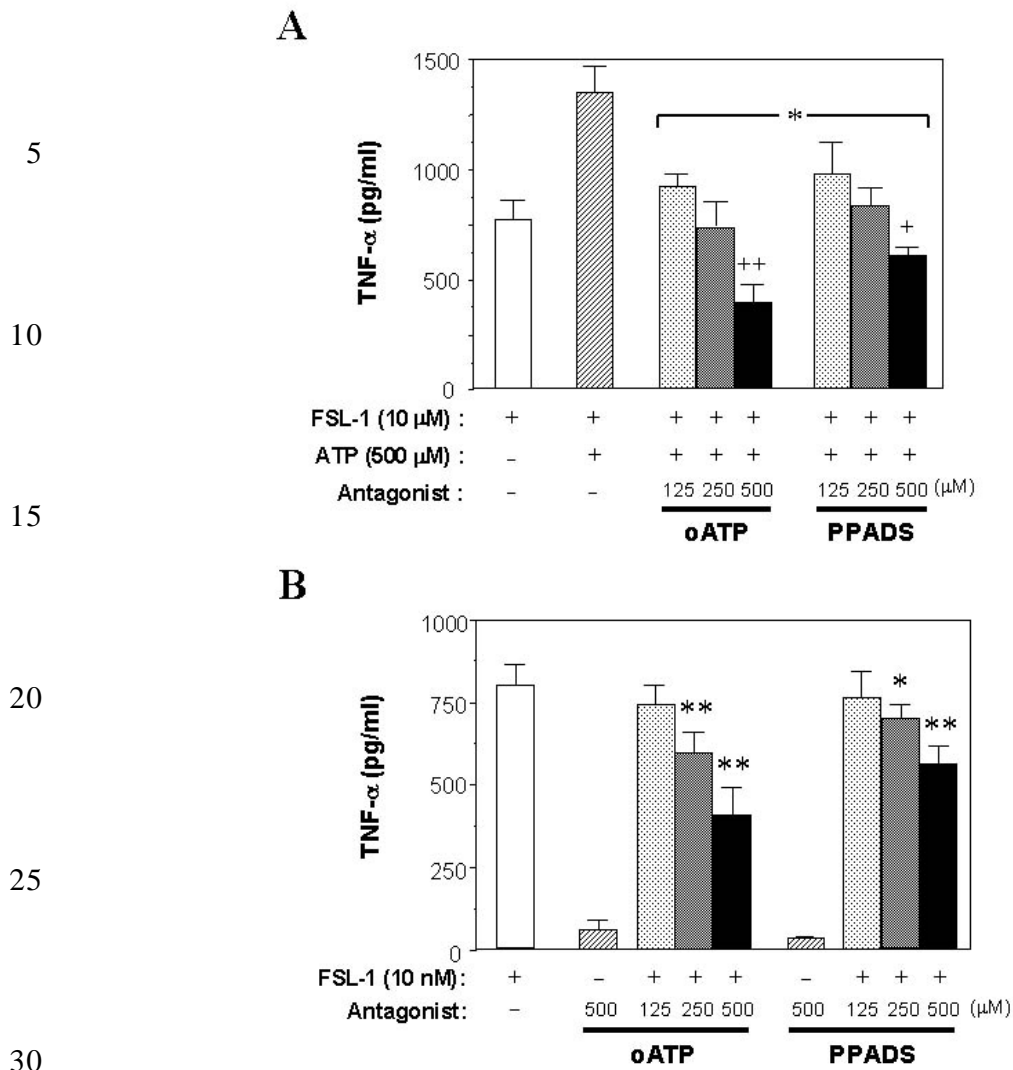 A
5
10
15
TNF-α (pg/ml)
1500
1000
500
0
*
++
+
FSL-1 (10 μM) : + + + + + + + +
ATP (500 μM) : – + + + + + + +
Antagonist : – – 125 250 500 125 250 500 (μM)
oATP PPADS
B
20
25
30
TNF-α (pg/ml)
1000
750
500
250
0
** ** * **
FSL-1 (10 nM): + – + + + – + + +
Antagonist: – 500 125 250 500 500 125 250 500 (μM)
oATP PPADS